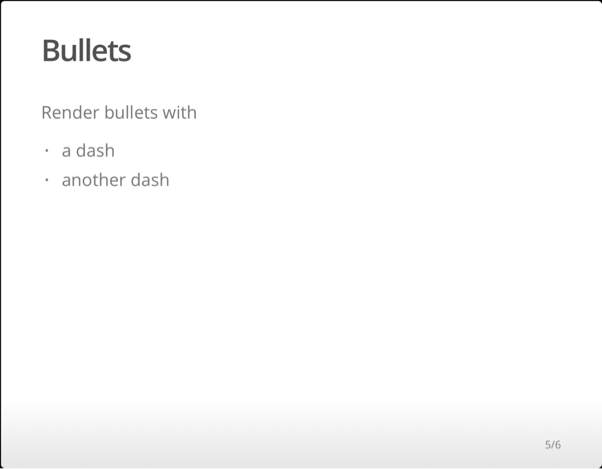 Bullets
Render bullets with
· a dash
· another dash
5/6